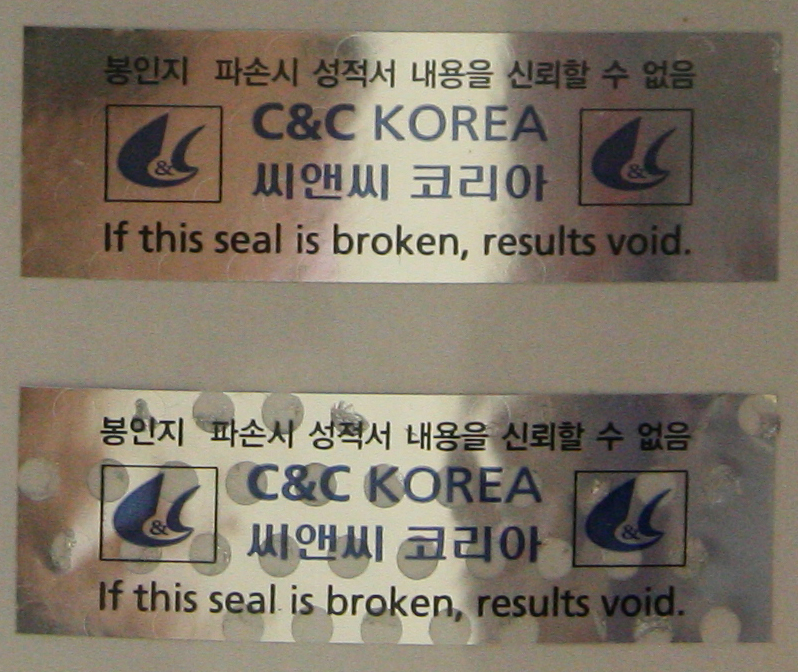 봉인지 파손시 성적서 내용을 신뢰할 수 없음
C&C KOREA
씨앤씨 코리아
If this seal is broken, results void.
봉인지 파손시 성적서 내용을 신뢰할 수 없음
C&C KOREA
씨앤씨 코리아
If this seal is broken, results void.